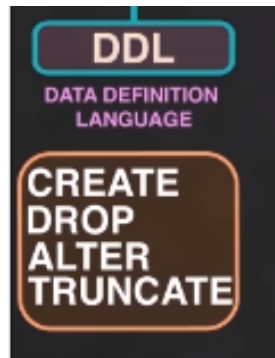 DDL
DATA DEFINITION
LANGUAGE
CREATE
DROP
ALTER
TRUNCATE